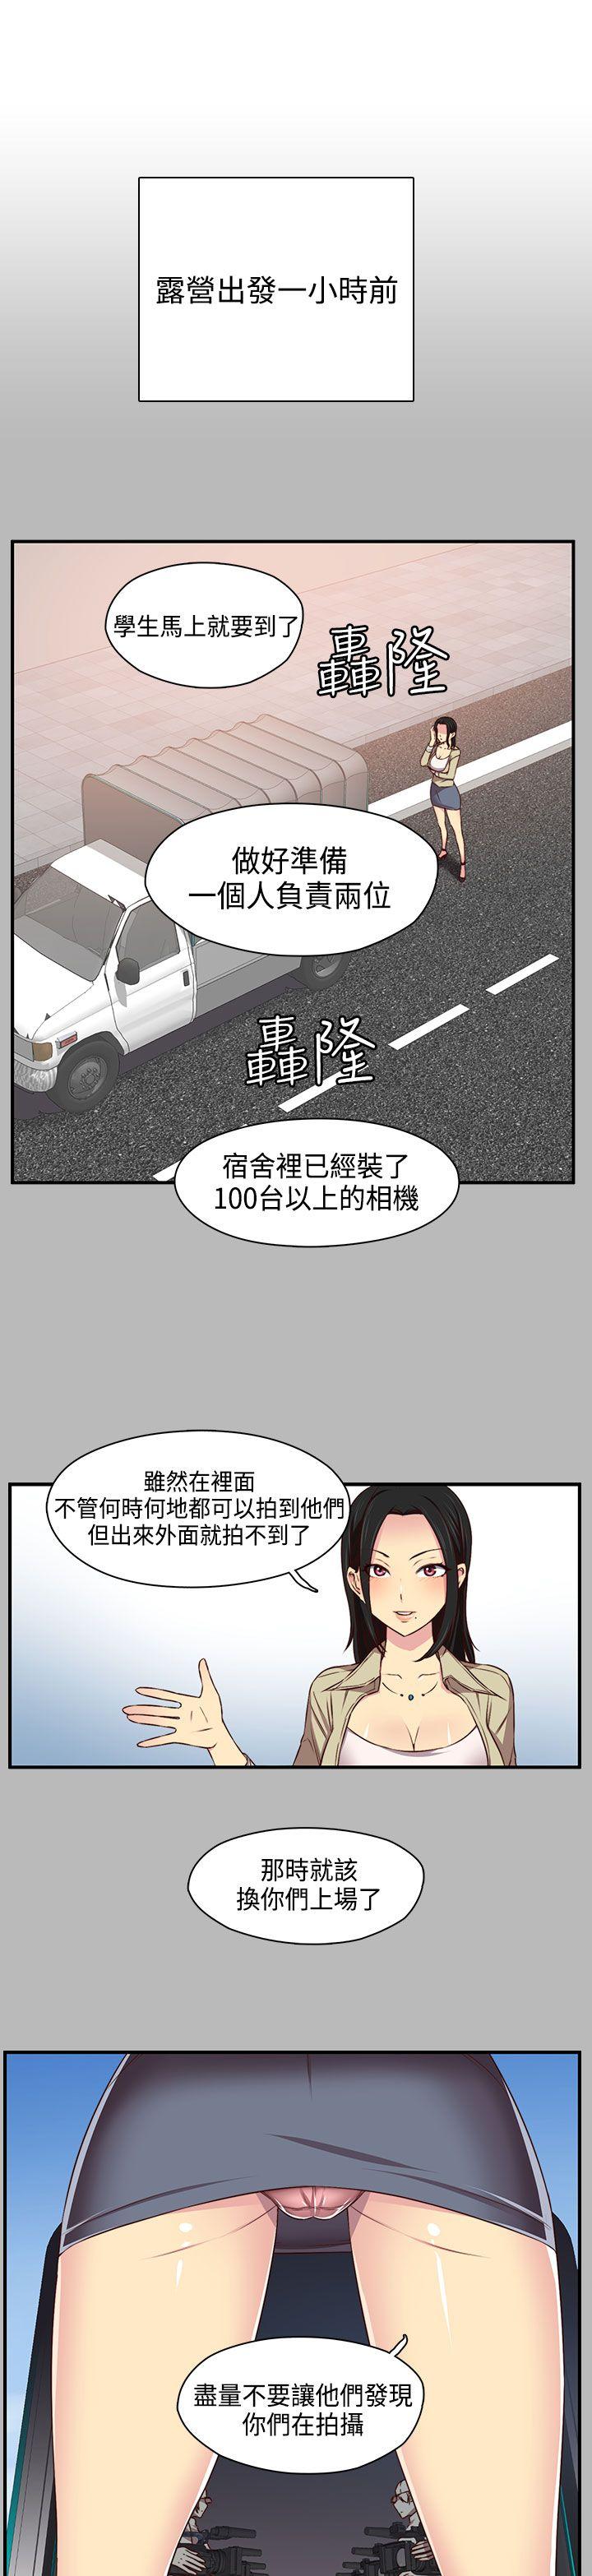 露營出發一小時前
學生馬上就要到了
轟隆
做好準備
一個人負責兩位
轟隆
宿舍裡已經裝了
100台以上的相機
雖然在裡面
不管何時何地都可以拍到他們
但出來外面就拍不到了
那時就該
換你們上場了
盡量不要讓他們發現
你們在拍攝